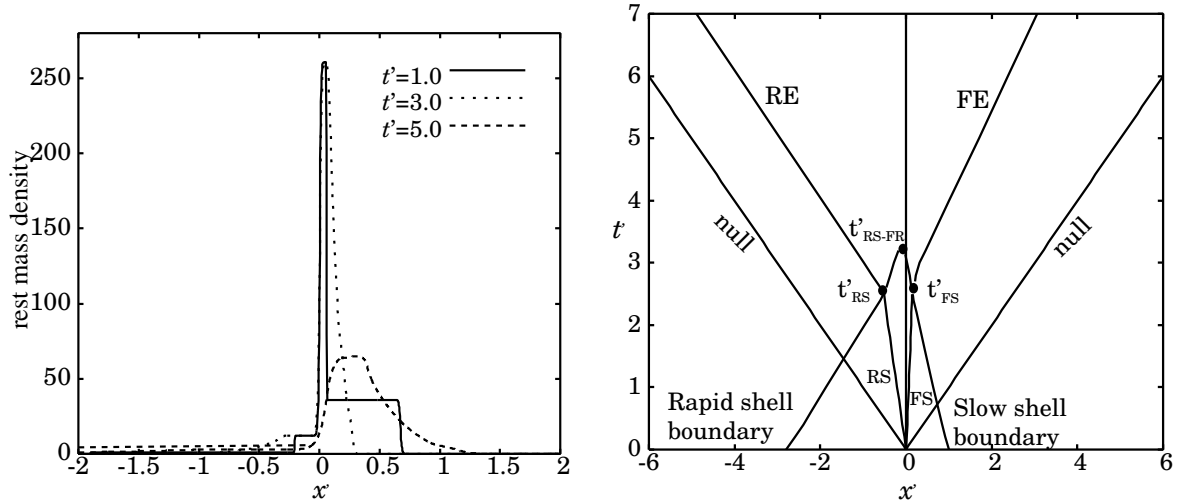 250
200
150
100
50
0
rest mass density
t'=1.0
t'=3.0
t'=5.0
-2 -1.5 -1 -0.5 0 0.5 1 1.5 2
x'
7
6
5
4
3
2
1
0
t'
RE
FE
null
null
t'RS-FR
t'RS
t'FS
RS
FS
Rapid shell
boundary
Slow shell
boundary
-6 -4 -2 0 2 4 6
x'